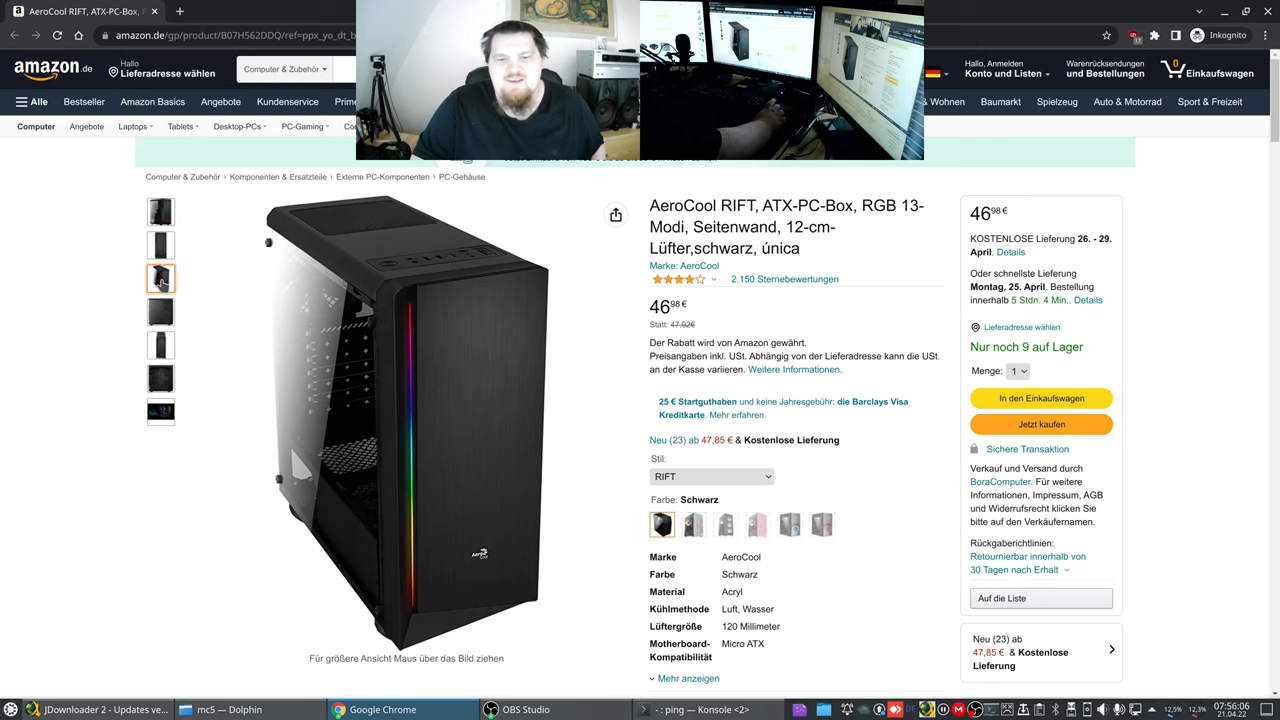 AeroCool RIFT, ATX-PC-Bo
amazon.de
Hallo
Computer & Zubehör
Hallo, Anmelden
Konto und Listen
und Bestellungen
0
Einkaufswagen
Inkognito
Alle
Bestseller
Amazon Basics
Kundenservice
Prime
& Wohnen
Baumarkt
Spielzeug
Auto & Motorrad
Sport & Freizeit
Computer
Angebote
Laptops
Tablets
Desktop-PCs
PC-Gaming
Computer & Zubehör › Komponenten & Ersatzteile › Externe PC-Komponenten › PC-Gehäuse
AeroCool RIFT, ATX-PC-Box, RGB 13-
Modi, Seitenwand, 12-cm-
Lüfter,schwarz, única
Marke: AeroCool
2.150 Sternebewertungen
46 98 €
Statt: 47,92€
Der Rabatt wird von Amazon gewährt.
Preisangaben inkl. USt. Abhängig von der Lieferadresse kann die USt.
an der Kasse variieren. Weitere Informationen.
25 € Startguthaben und keine Jahresgebühr: die Barclays Visa
Kreditkarte. Mehr erfahren.
Neu (23) ab 47,85 € & Kostenlose Lieferung
Stil:
RIFT
Farbe: Schwarz
Marke AeroCool
Farbe Schwarz
Material Acryl
Kühlmethode Luft, Wasser
Lüftergröße 120 Millimeter
Motherboard- Micro ATX
Kompatibilität
Mehr anzeigen
Für größere Ansicht Maus über das Bild ziehen
46 98 €
KOSTENLOSE Lieferung 26. - 29.
April. Details
Oder schnellste Lieferung
Montag, 25. April. Bestellung
innerhalb 5 Stdn. 4 Min.. Details
Lieferadresse wählen
Nur noch 9 auf Lager
Menge: 1
In den Einkaufswagen
Jetzt kaufen
Sichere Transaktion
Verkauf und Versand durch
BoraComputer. Für weitere
Informationen, Impressum, AGB
und Widerrufsrecht klicken Sie
bitte auf den Verkäufernamen.
Rückgaberichtlinien:
Retournierbar innerhalb von
30 Tagen nach Erhalt
Auf die Liste
Neu (23) ab
47,85 € & Kostenlose
Lieferung
JDownloader 2 - Updates ve...
Dolphin
Google Chrome
OBS Studio
- : ping — Konsole <2>
DE
07:56:06
21.04.22